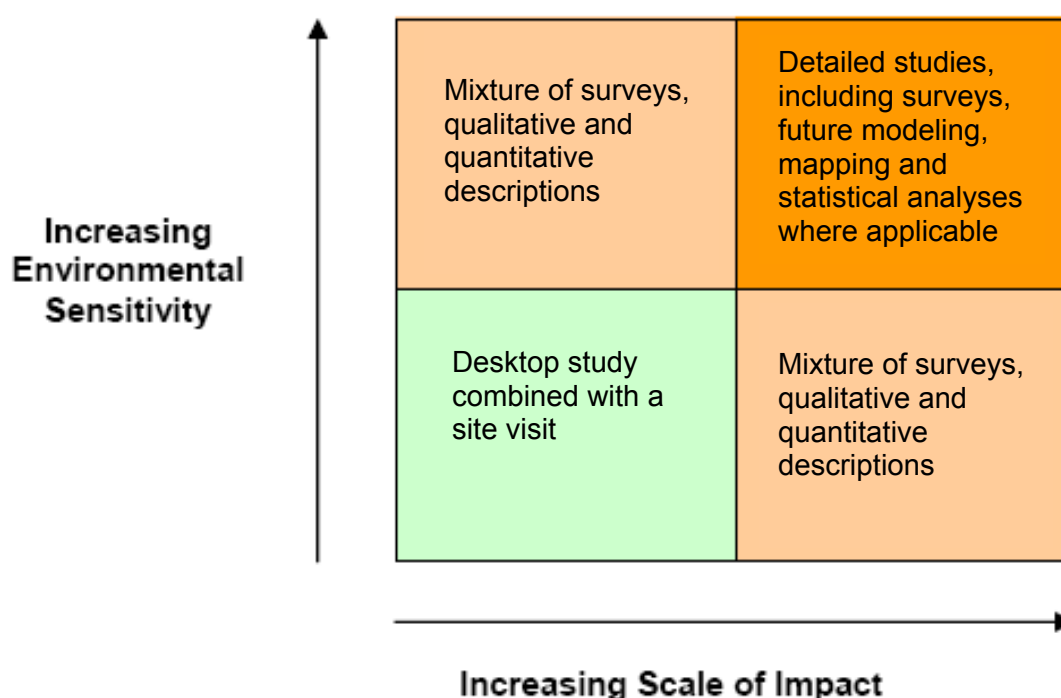 Mixture of surveys,
qualitative and
quantitative
descriptions
Detailed studies,
including surveys,
future modeling,
mapping and
statistical analyses
where applicable
Increasing
Environmental
Sensitivity
Desktop study
combined with a
site visit
Mixture of surveys,
qualitative and
quantitative
descriptions
Increasing Scale of Impact